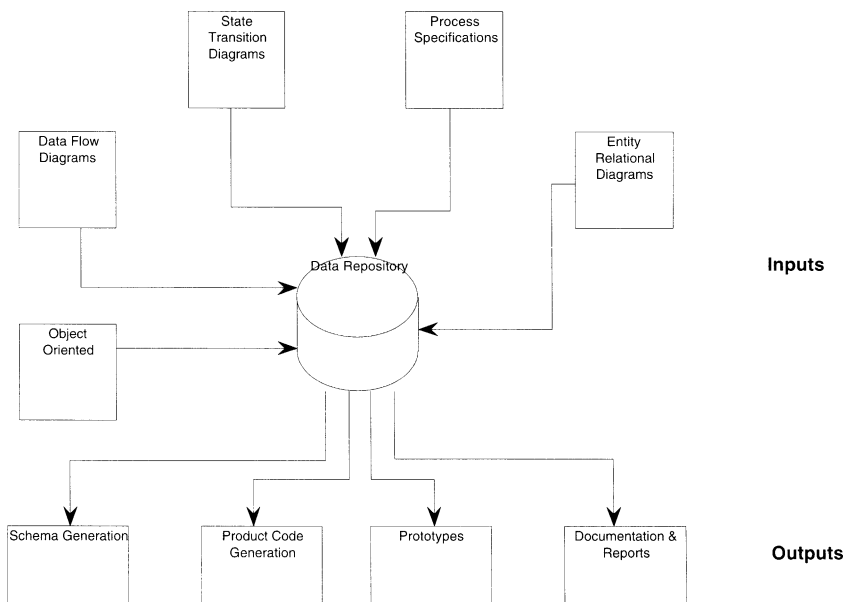 State
Transition
Diagrams
Process
Specifications
Data Flow
Diagrams
Entity
Relational
Diagrams
Data Repository
Inputs
Object
Oriented
Schema Generation
Product Code
Generation
Prototypes
Documentation &
Reports
Outputs